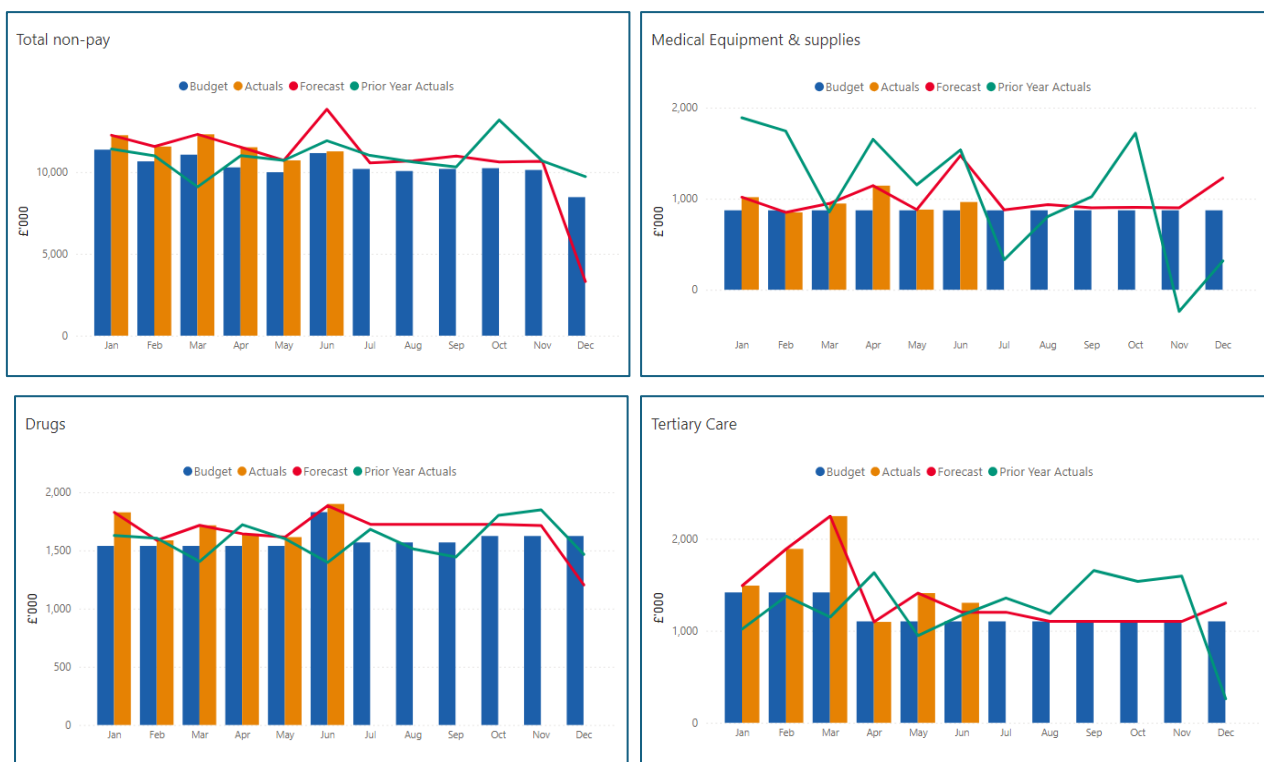 Total non-pay
Budget Actuals Forecast Prior Year Actuals
£'000
10,000
5,000
0
Jan Feb Mar Apr May Jun Jul Aug Sep Oct Nov Dec
Medical Equipment & supplies
Budget Actuals Forecast Prior Year Actuals
£'000
2,000
1,000
0
Jan Feb Mar Apr May Jun Jul Aug Sep Oct Nov Dec
Drugs
Budget Actuals Forecast Prior Year Actuals
£'000
2,000
1,500
1,000
500
0
Jan Feb Mar Apr May Jun Jul Aug Sep Oct Nov Dec
Tertiary Care
Budget Actuals Forecast Prior Year Actuals
£'000
2,000
1,000
0
Jan Feb Mar Apr May Jun Jul Aug Sep Oct Nov Dec